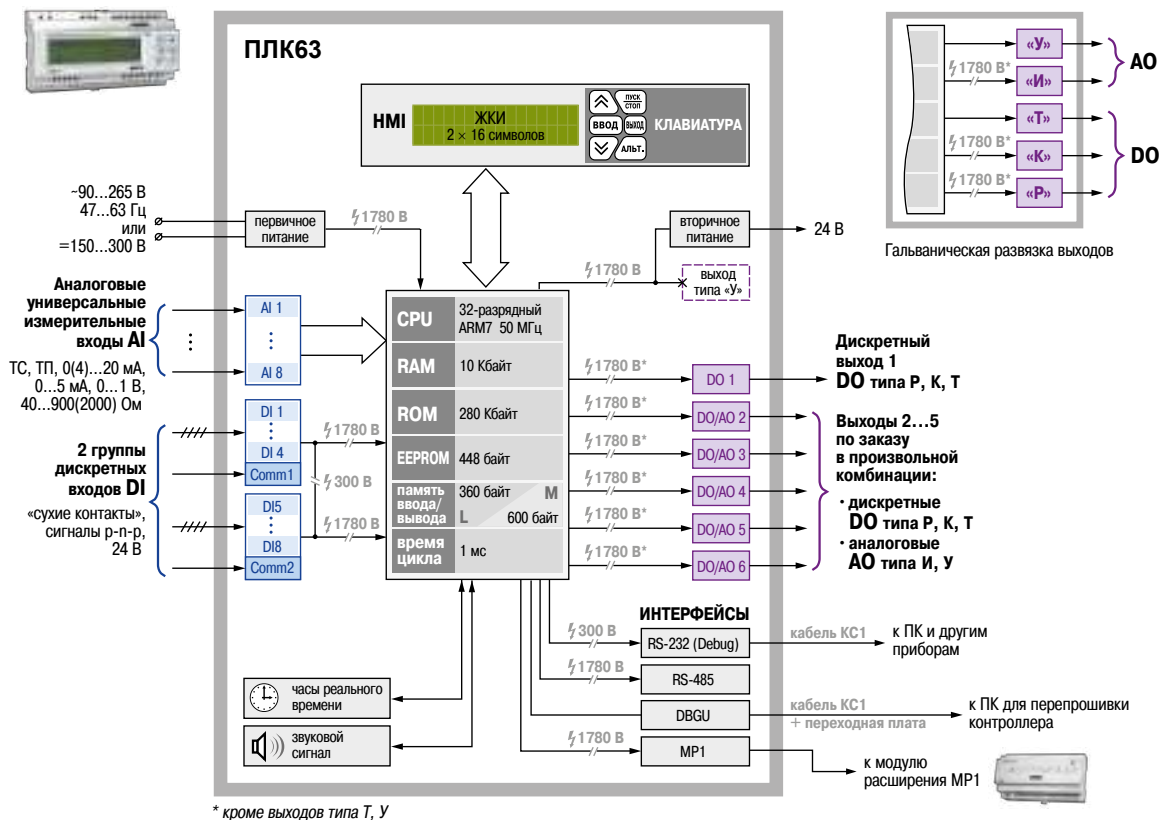 ПЛК63
HMI
ЖКИ
2 × 16 символов
ПУСК
СТОП
ВВОД
ВЫХОД
АЛЬТ.
КЛАВИАТУРА
«У»
1780 В*
«И»
АО
«Т»
1780 В*
«К»
DO
1780 В*
«Р»
Гальваническая развязка выходов
~90...265 В
47...63 Гц
или
=150...300 В
первичное
питание
1780 В
вторичное
питание
24 В
1780 В
выход
типа «У»
Аналоговые
универсальные
измерительные
входы AI
ТС, ТП, 0(4)...20 мА,
0...5 мА, 0...1 В,
40...900(2000) Ом
AI 1
AI 8
2 группы
дискретных
входов DI
«сухие контакты»,
сигналы p-n-p,
24 В
DI 1
DI 4
Comm1
DI5
DI8
Comm2
1780 В
300 В
1780 В
CPU
32-разрядный
ARM7 50 МГц
RAM
10 Кбайт
ROM
280 Кбайт
EEPROM
448 байт
память
ввода/
вывода
360 байт
M
L
600 байт
время
цикла
1 мс
1780 В*
DO 1
1780 В*
DO/AO 2
1780 В*
DO/AO 3
1780 В*
DO/AO 4
1780 В*
DO/AO 5
1780 В*
DO/AO 6
Дискретный
выход 1
DO типа Р, К, Т
Выходы 2...5
по заказу
в произвольной
комбинации:
· дискретные
DO типа Р, К, Т
· аналоговые
АО типа И, У
ИНТЕРФЕЙСЫ
300 В
RS-232 (Debug)
кабель КС1
к ПК и другим
приборам
1780 В
RS-485
DBGU
кабель КС1
+ переходная плата
к ПК для перепрошивки
контроллера
1780 В
МР1
к модулю
расширения МР1
часы реального
времени
звуковой
сигнал
* кроме выходов типа Т, У